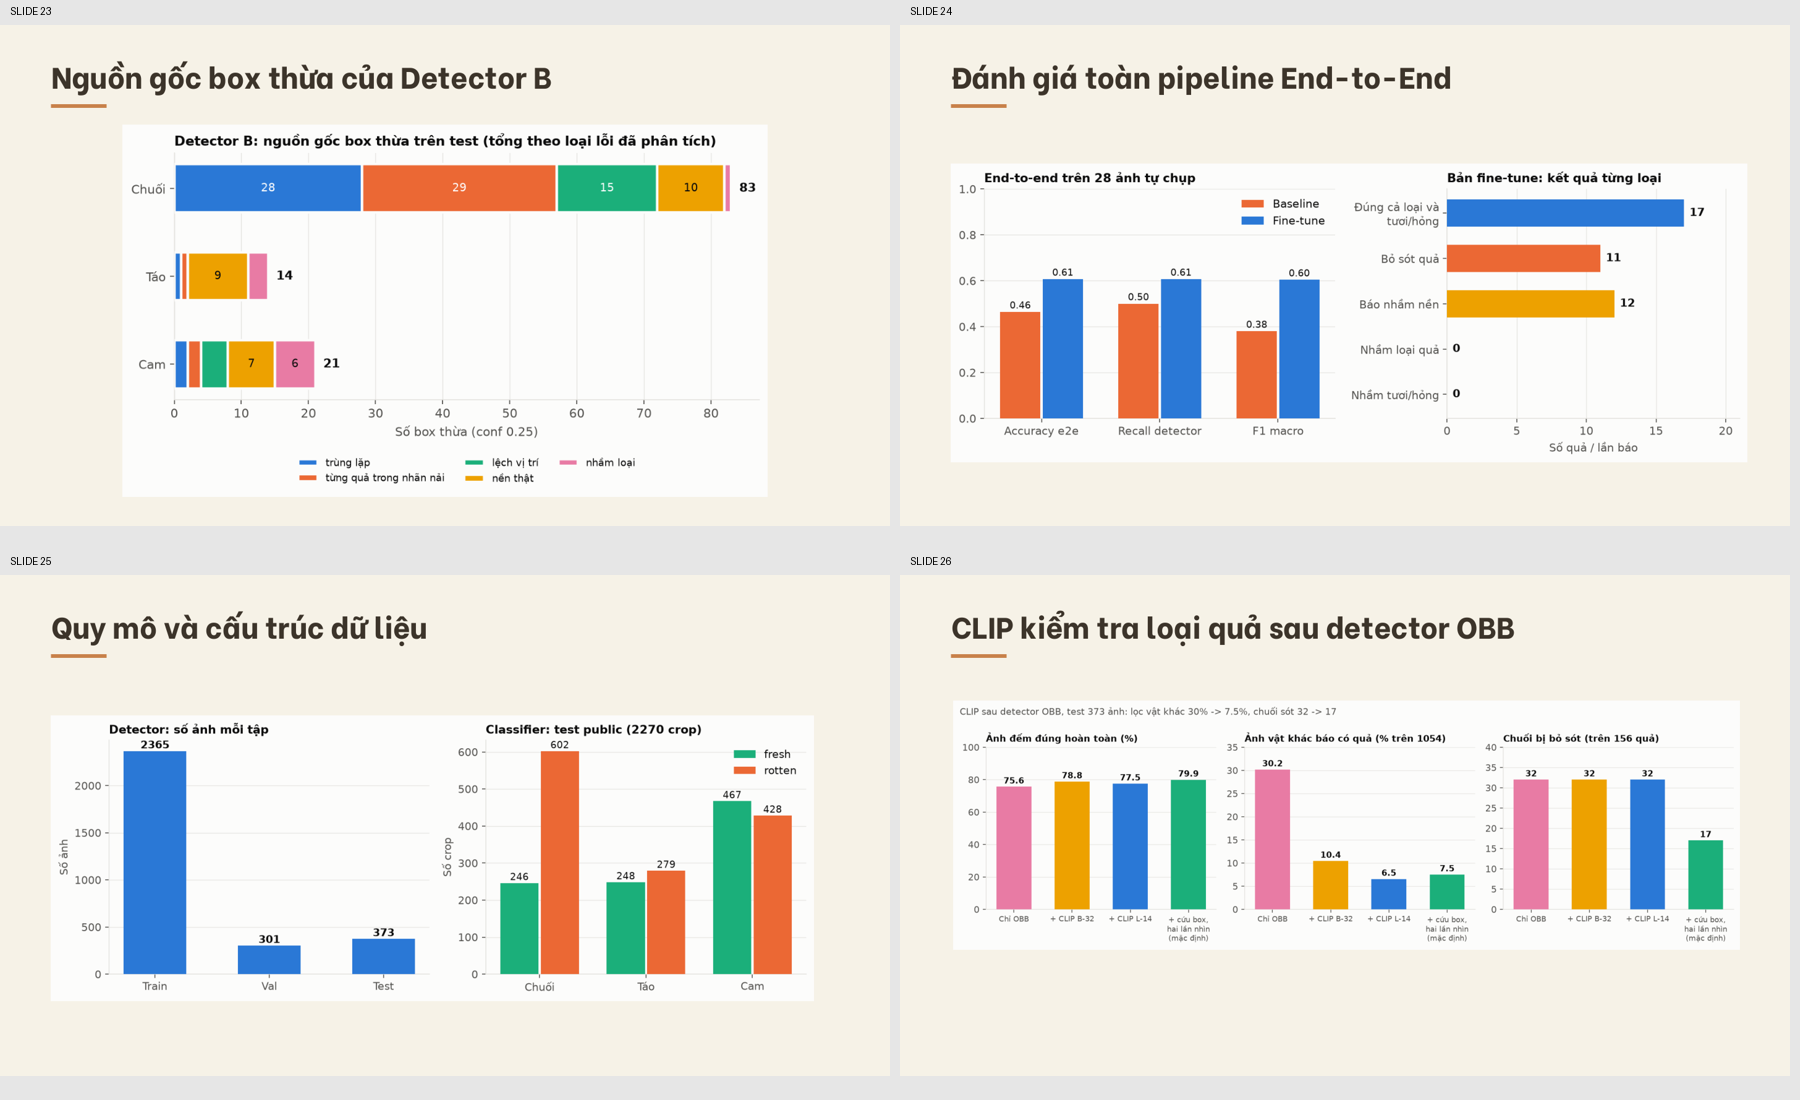 SLIDE 23
Nguồn gốc box thừa của Detector B
Detector B: nguồn gốc box thừa trên test (tổng theo loại lỗi đã phân tích)
Chuối
28
29
15
10
83
Táo
9
14
Cam
7
6
21
0
10
20
30
40
50
60
70
80
Số box thừa (conf 0.25)
trùng lặp
lệch vị trí
nhầm loại
từng quả trong nhãn nải
nền thật
SLIDE 24
Đánh giá toàn pipeline End-to-End
End-to-end trên 28 ảnh tự chụp
1.0
0.8
0.6
0.4
0.2
0.0
Baseline
Fine-tune
0.46
0.61
0.50
0.61
0.38
0.60
Accuracy e2e
Recall detector
F1 macro
Bản fine-tune: kết quả từng loại
Đúng cả loại và
tươi/hỏng
17
Bỏ sót quả
11
Báo nhầm nền
12
Nhầm loại quả
0
Nhầm tươi/hỏng
0
0
5
10
15
20
Số quả / lần báo
SLIDE 25
Quy mô và cấu trúc dữ liệu
Detector: số ảnh mỗi tập
2365
301
373
2000
1500
1000
500
0
Số ảnh
Train
Val
Test
Classifier: test public (2270 crop)
600
500
400
300
200
100
0
Số crop
fresh
rotten
246
602
248
279
467
428
Chuối
Táo
Cam
SLIDE 26
CLIP kiểm tra loại quả sau detector OBB
CLIP sau detector OBB, test 373 ảnh: lọc vật khác 30% -> 7.5%, chuối sót 32 -> 17
Ảnh đếm đúng hoàn toàn (%)
100
80
60
40
20
0
75.6
78.8
77.5
79.9
Chỉ OBB
+ CLIP B-32
+ CLIP L-14
+ cứu box,
hai lần nhìn
(mặc định)
Ảnh vật khác báo có quả (% trên 1054)
35
30
25
20
15
10
5
0
30.2
10.4
6.5
7.5
Chỉ OBB
+ CLIP B-32
+ CLIP L-14
+ cứu box,
hai lần nhìn
(mặc định)
Chuối bị bỏ sót (trên 156 quả)
40
35
30
25
20
15
10
5
0
32
32
32
17
Chỉ OBB
+ CLIP B-32
+ CLIP L-14
+ cứu box,
hai lần nhìn
(mặc định)